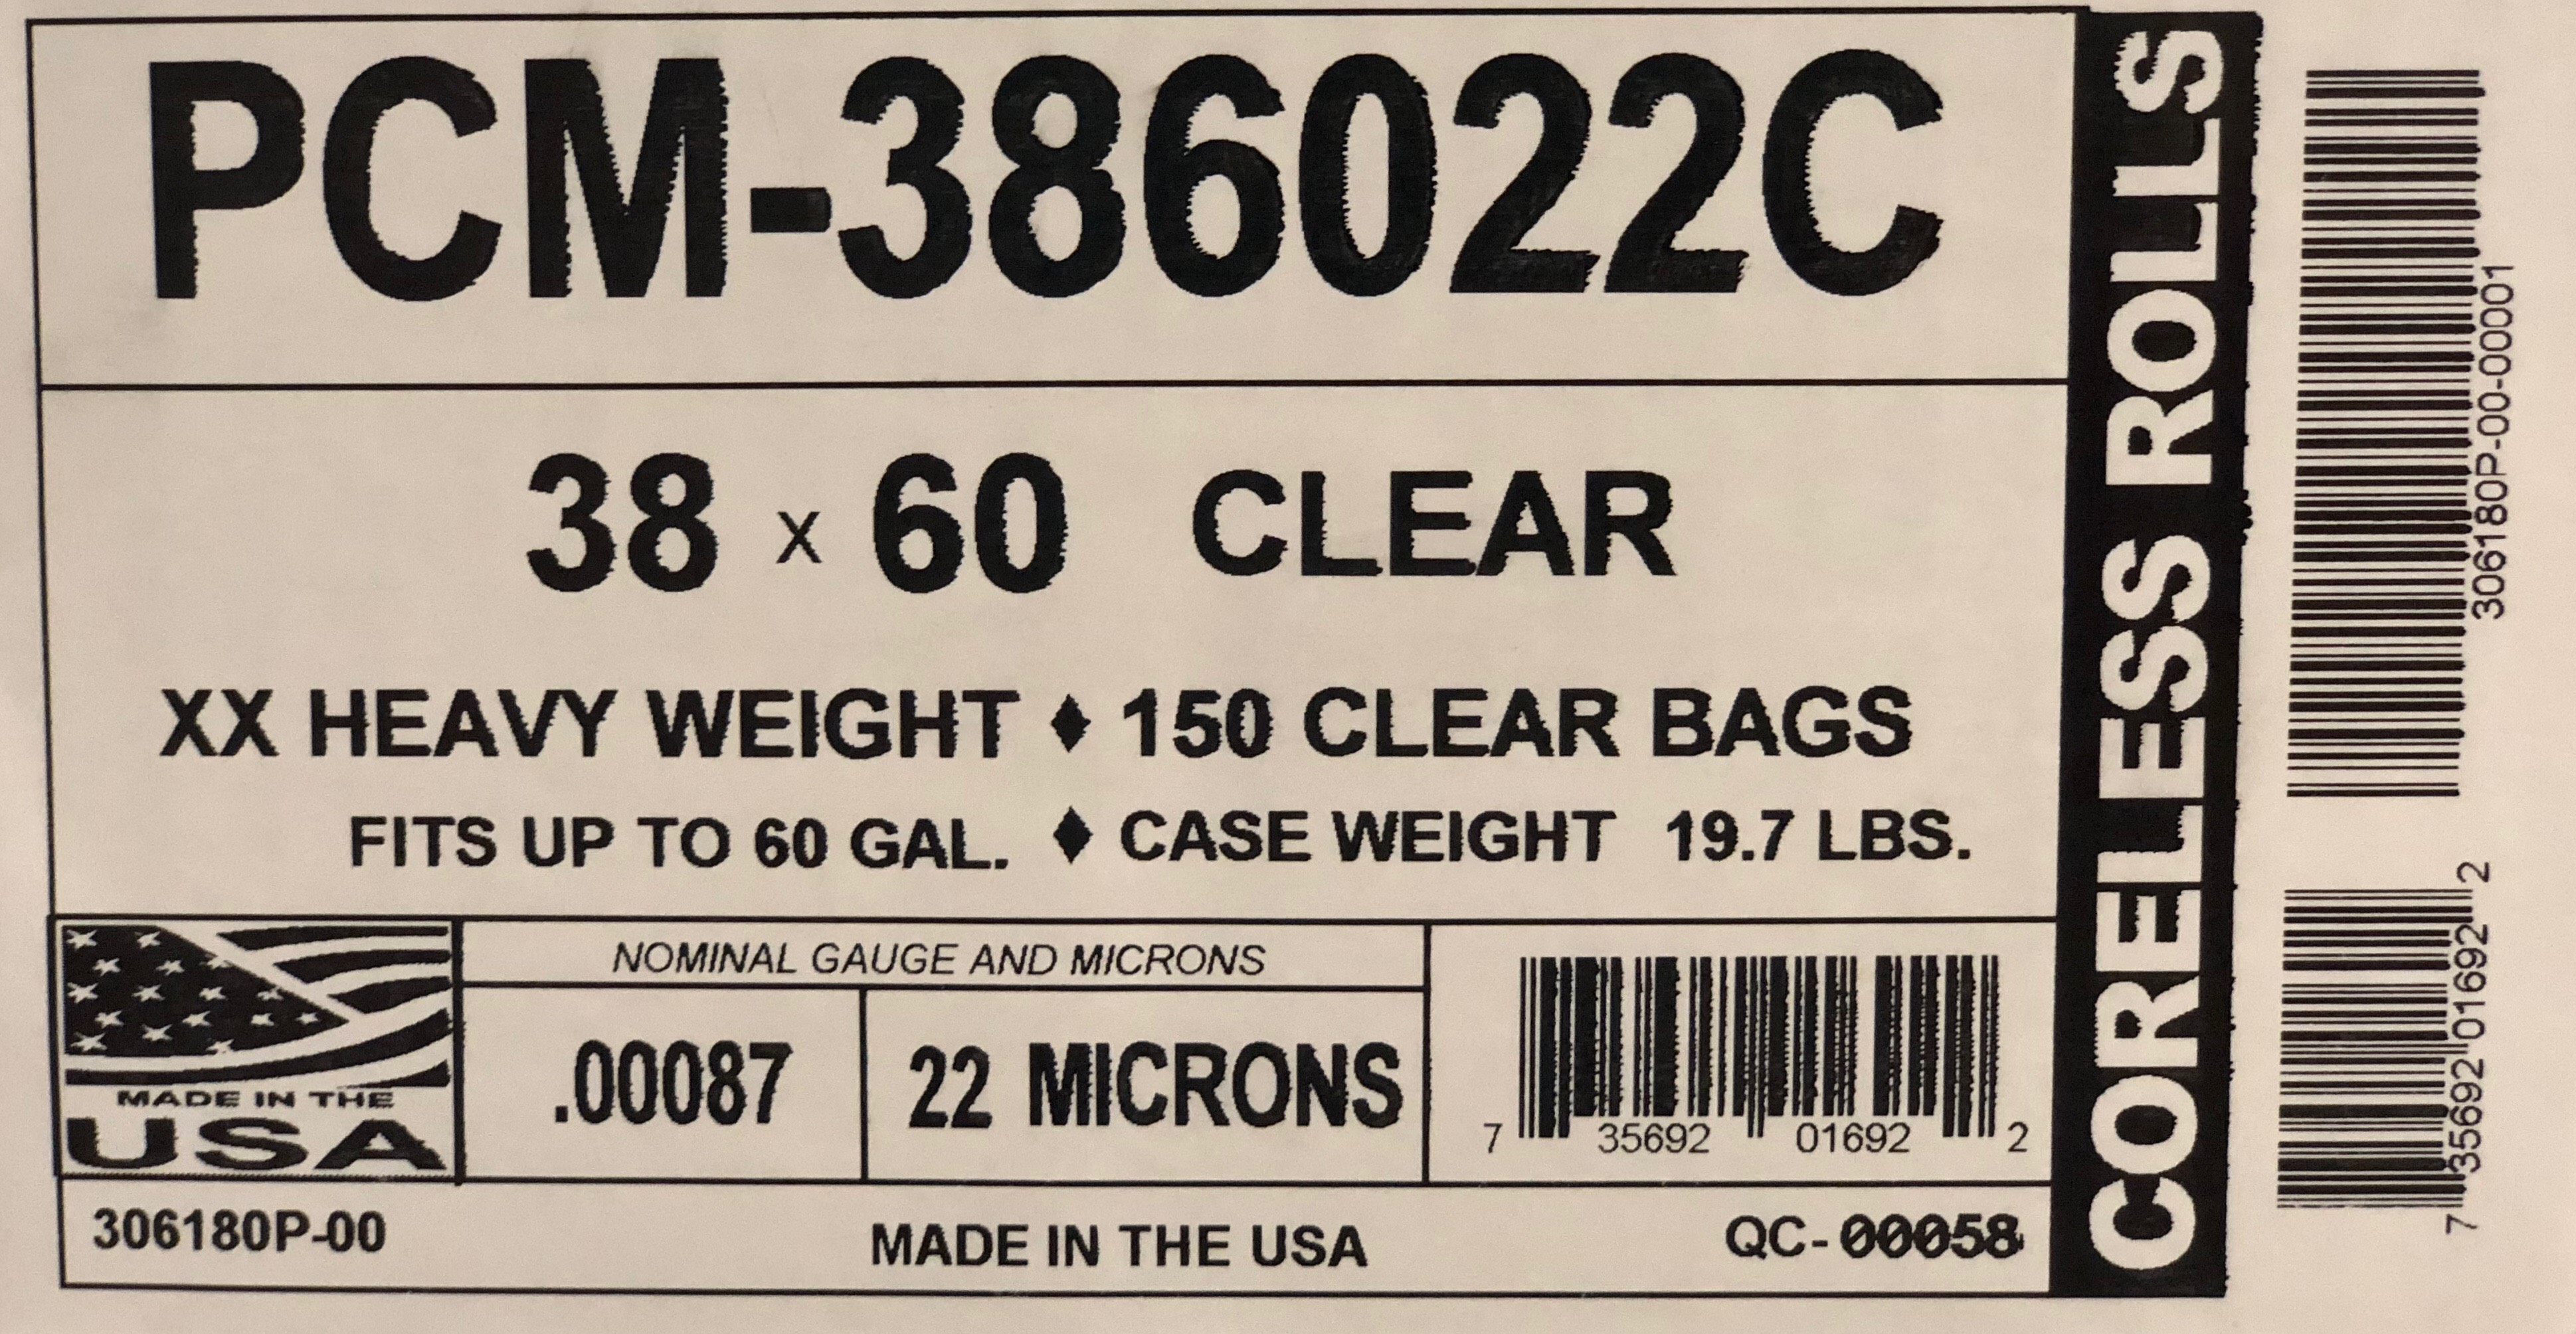 PCM-386022C
38 x 60 CLEAR
XX HEAVY WEIGHT ♦ 150 CLEAR BAGS
FITS UP TO 60 GAL. ♦ CASE WEIGHT 19.7 LBS.
MADE IN THE
USA
NOMINAL GAUGE AND MICRONS
.00087
22 MICRONS
7 35692 01692 2
306180P-00
MADE IN THE USA
QC-00058
CORELESS ROLLS
306180P-00-00001
7 35692 01692 2